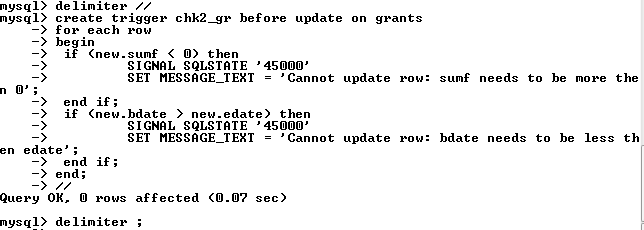 mysql> delimiter //
mysql> create trigger chk2_gr before update on grants
    -> for each row
    -> begin
    ->  if (new.sumf < 0) then
    ->          SIGNAL SQLSTATE '45000'
    ->          SET MESSAGE_TEXT = 'Cannot update row: sumf needs to be more the
n 0';
    ->  end if;
    ->  if (new.bdate > new.edate) then
    ->          SIGNAL SQLSTATE '45000'
    ->          SET MESSAGE_TEXT = 'Cannot update row: bdate needs to be less th
en edate';
    ->  end if;
    -> end;
    -> //
Query OK, 0 rows affected (0.07 sec)
mysql> delimiter ;